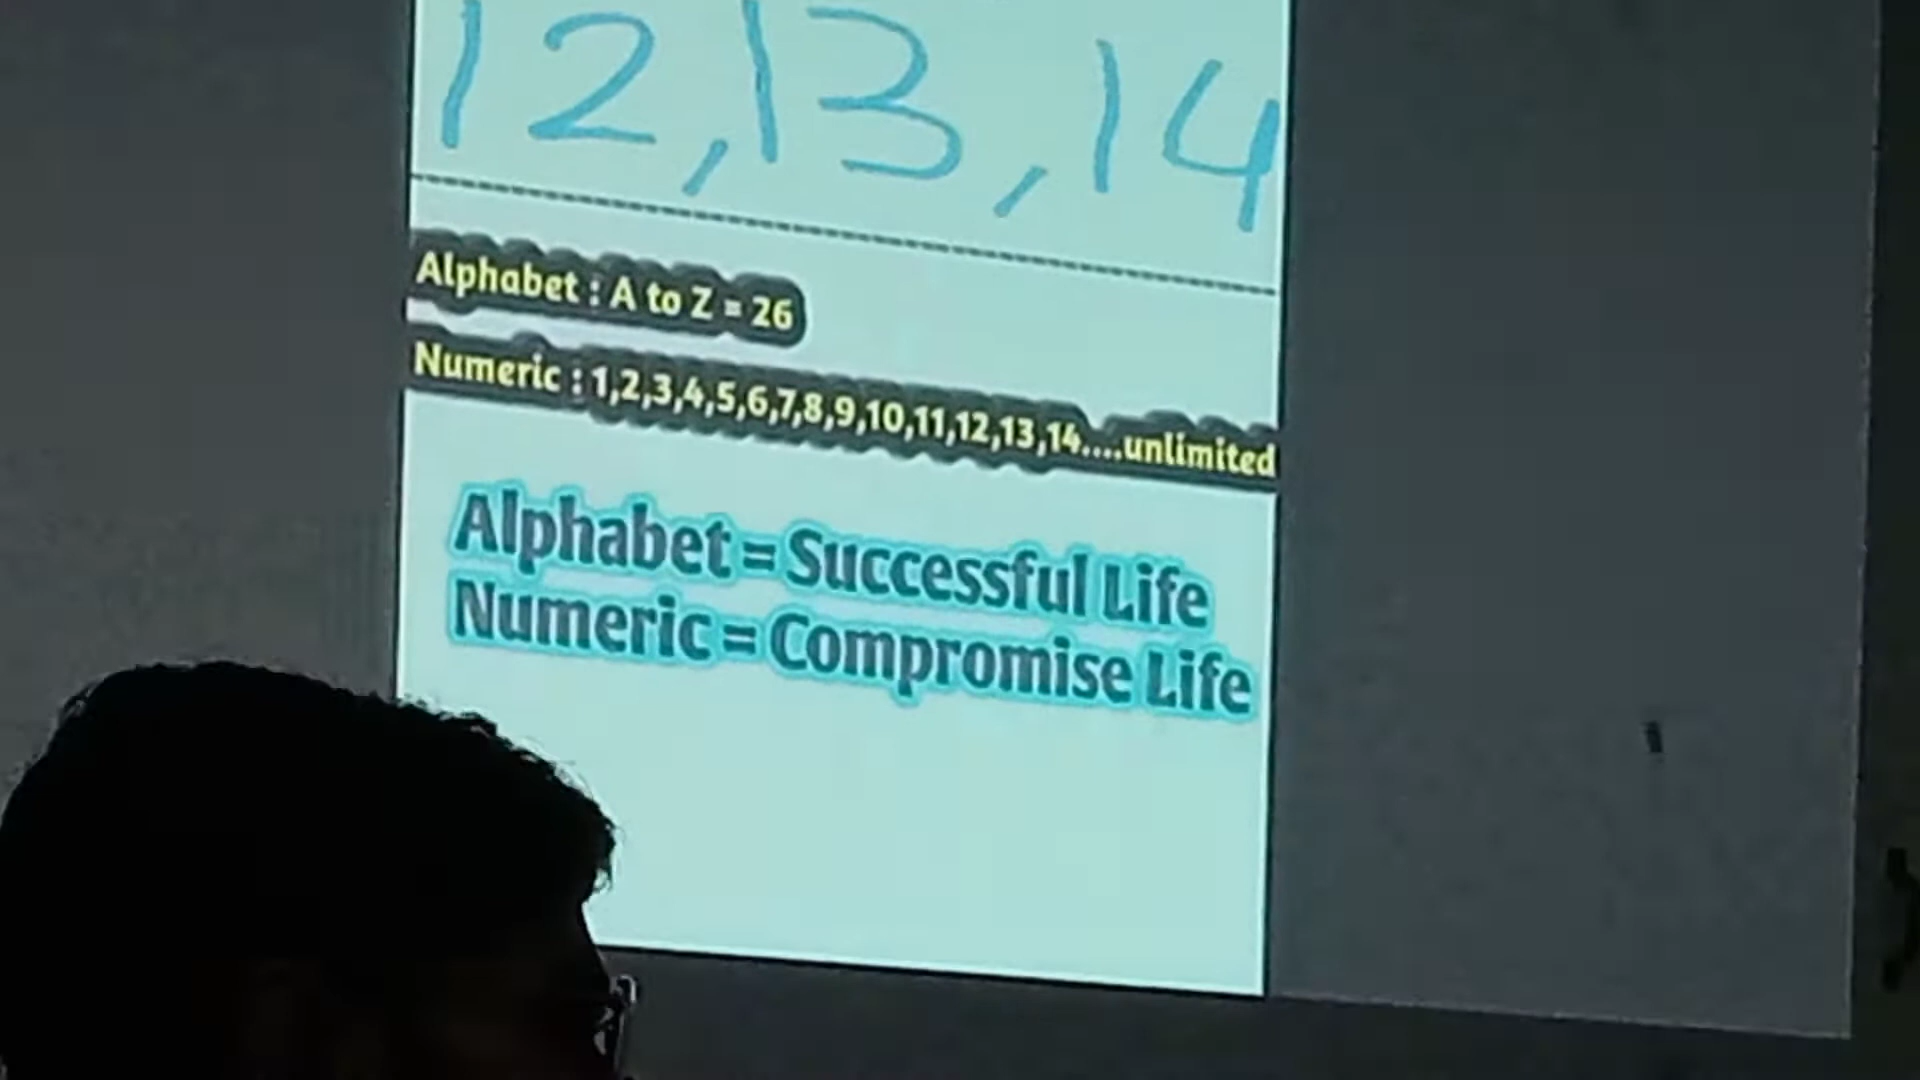 12,13,14
Alphabet : A to Z = 26
Numeric : 1,2,3,4,5,6,7,8,9,10,11,12,13,14....unlimited
Alphabet = Successful Life
Numeric = Compromise Life